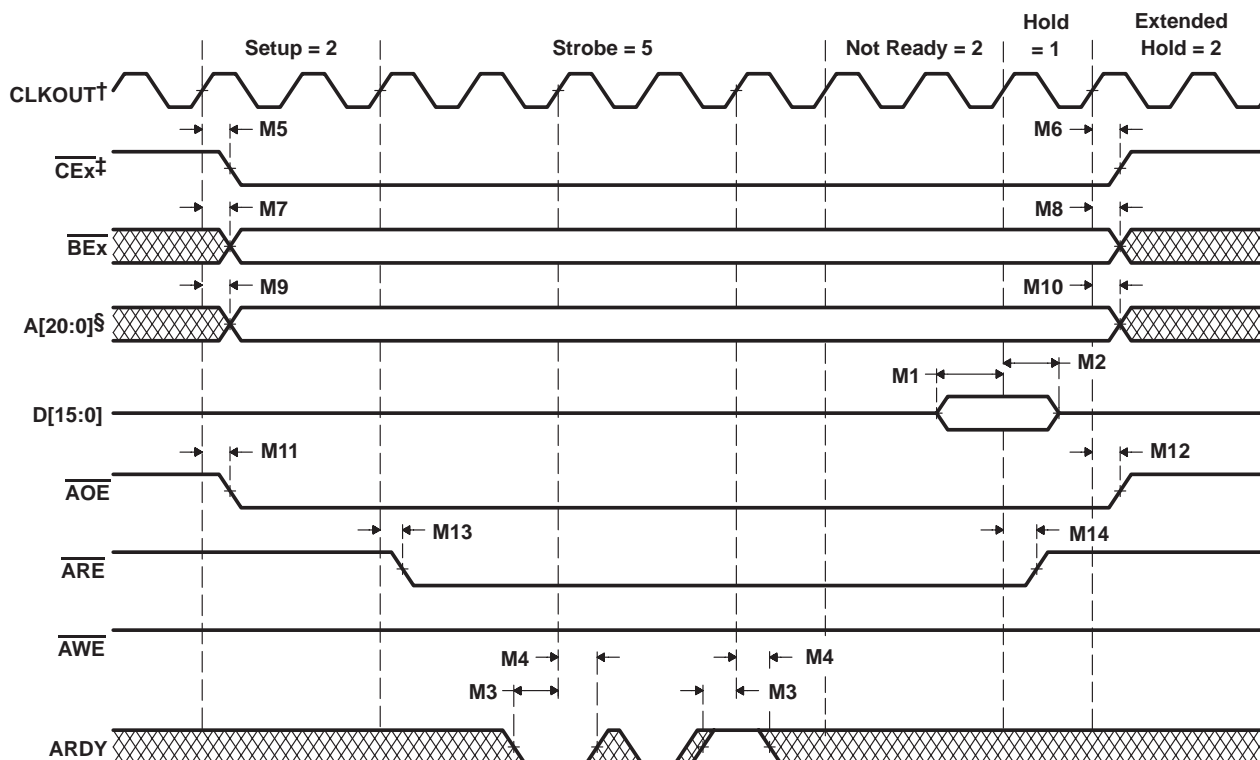 Setup = 2
Strobe = 5
Not Ready = 2
Hold
= 1
Extended
Hold = 2
CLKOUT†
M5
M6
CEx‡
M7
M8
BEx
M9
M10
A[20:0]§
M1
M2
D[15:0]
M11
M12
AOE
M13
M14
ARE
AWE
M4
M4
M3
M3
ARDY